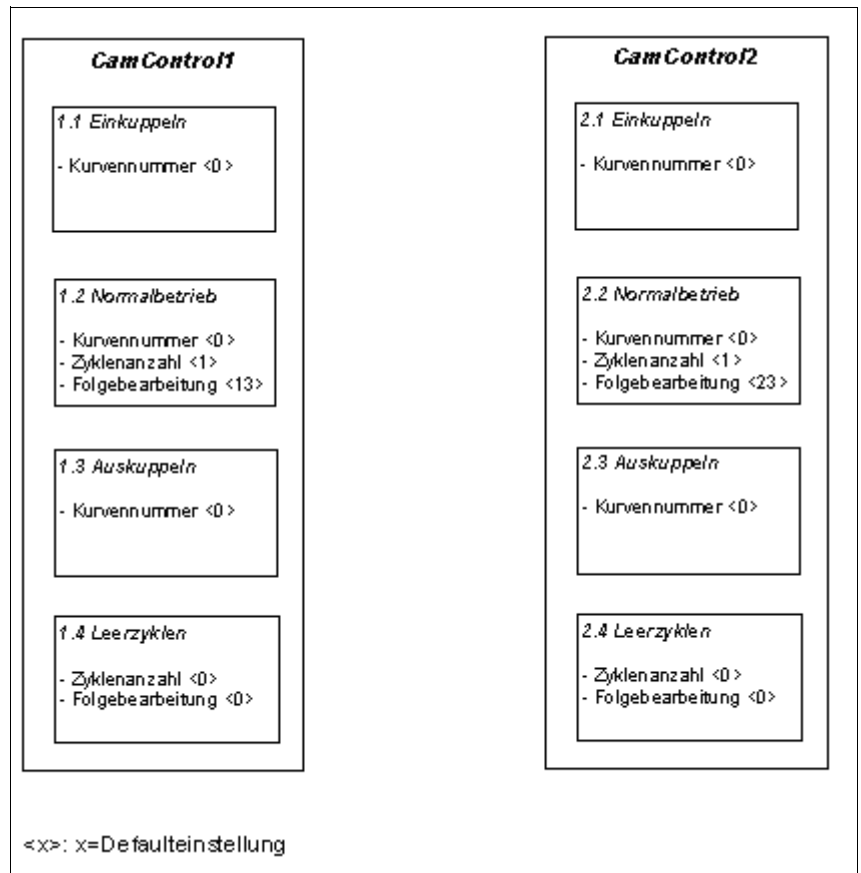 CamControl1
1.1 Einkuppeln
- Kurvennummer <0>
1.2 Normalbetrieb
- Kurvennummer <0>
- Zyklenanzahl <1>
- Folgebearbeitung <13>
1.3 Auskuppeln
- Kurvennummer <0>
1.4 Leerzyklen
- Zyklenanzahl <0>
- Folgebearbeitung <0>
CamControl2
2.1 Einkuppeln
- Kurvennummer <0>
2.2 Normalbetrieb
- Kurvennummer <0>
- Zyklenanzahl <1>
- Folgebearbeitung <23>
2.3 Auskuppeln
- Kurvennummer <0>
2.4 Leerzyklen
- Zyklenanzahl <0>
- Folgebearbeitung <0>
<x>: x=Defaulteinstellung